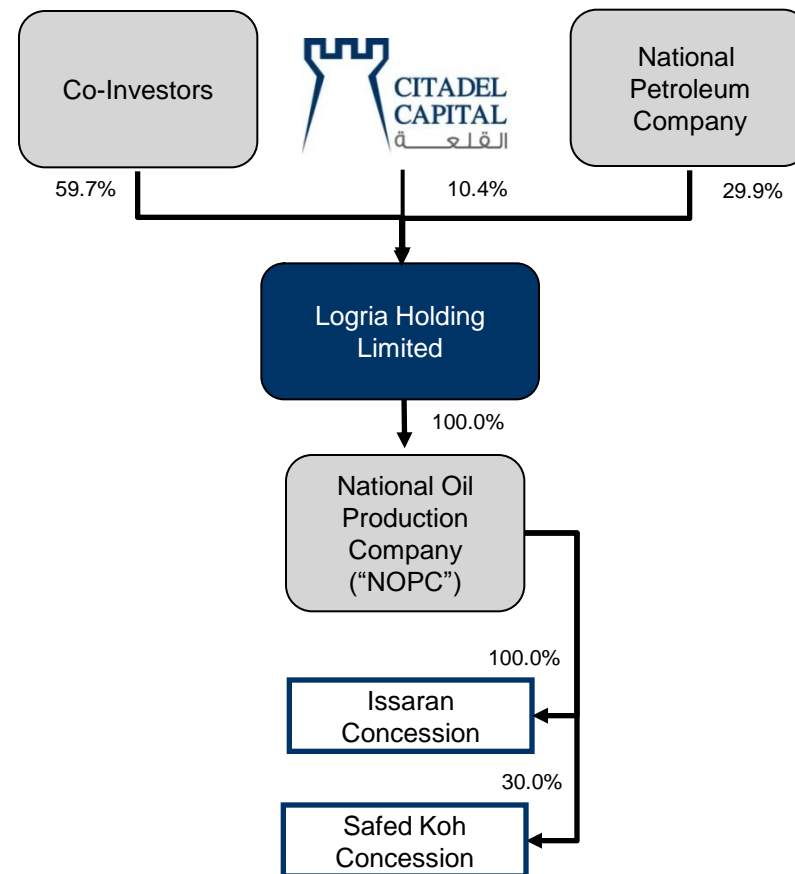 Co-Investors
CITADEL
CAPITAL
القلعة
National
Petroleum
Company
59.7%
10.4%
29.9%
Logria Holding
Limited
100.0%
National Oil
Production
Company
(“NOPC”)
100.0%
Issaran
Concession
30.0%
Safed Koh
Concession